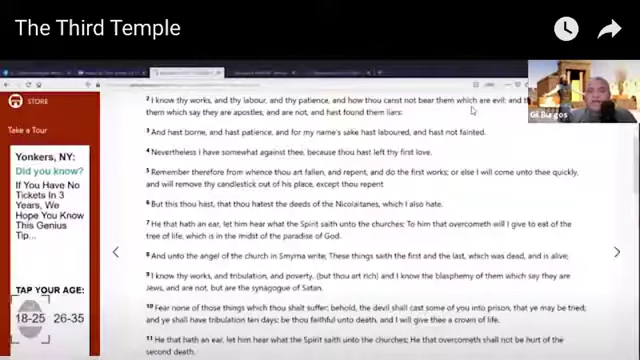 The Third Temple
STORE
Take a Tour
Yonkers, NY:
Did you know?
If You Have No
Tickets In 3
Years, We
Hope You Know
This Genius
Tip...
TAP YOUR AGE:
18-25 26-35
2 I know thy works, and thy labour, and thy patience, and how thou canst not bear them which are evil: and
them which say they are apostles, and are not, and hast found them liars:
3 And hast borne, and hast patience, and for my name's sake hast laboured, and hast not fainted.
4 Nevertheless I have somewhat against thee, because thou hast left thy first love.
5 Remember therefore from whence thou art fallen, and repent, and do the first works; or else I will come unto thee quickly,
and will remove thy candlestick out of his place, except thou repent
6 But this thou hast, that thou hatest the deeds of the Nicolaitanes, which I also hate.
7 He that hath an ear, let him hear what the Spirit saith unto the churches; To him that overcometh will I give to eat of the
tree of life, which is in the midst of the paradise of God.
8 And unto the angel of the church in Smyrna write; These things saith the first and the last, which was dead, and is alive;
9 I know thy works, and tribulation, and poverty, (but thou art rich) and I know the blasphemy of them which say they are
Jews, and are not, but are the synagogue of Satan.
10 Fear none of those things which thou shalt suffer: behold, the devil shall cast some of you into prison, that ye may be tried;
and ye shall have tribulation ten days: be thou faithful unto death, and I will give thee a crown of life.
11 He that hath an ear, let him hear what the Spirit saith unto the churches; He that overcometh shall not be hurt of the
second death.
Gil Burgos